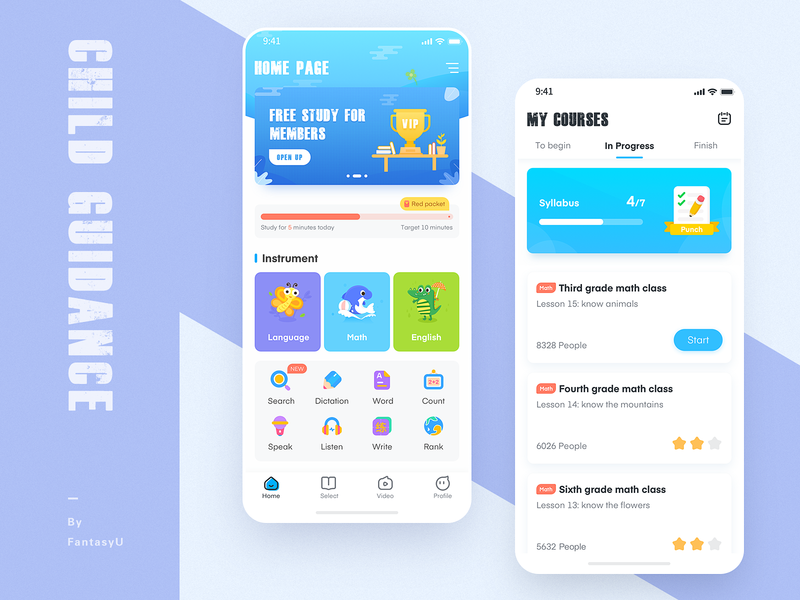 CHILD GUIDANCE
By
FantasyU
9:41
HOME PAGE
FREE STUDY FOR
MEMBERS
OPEN UP
VIP
Red packet
Study for 5 minutes today
Target 10 minutes
Instrument
Language
Math
English
NEW
Search
Dictation
A
Word
2+2
Count
Speak
Listen
练
Write
Rank
Home
Select
Video
Profile
9:41
MY COURSES
To begin
In Progress
Finish
Syllabus
4/7
Punch
Math Third grade math class
Lesson 15: know animals
8328 People
Start
Math Fourth grade math class
Lesson 14: know the mountains
6026 People
Math Sixth grade math class
Lesson 13: know the flowers
5632 People